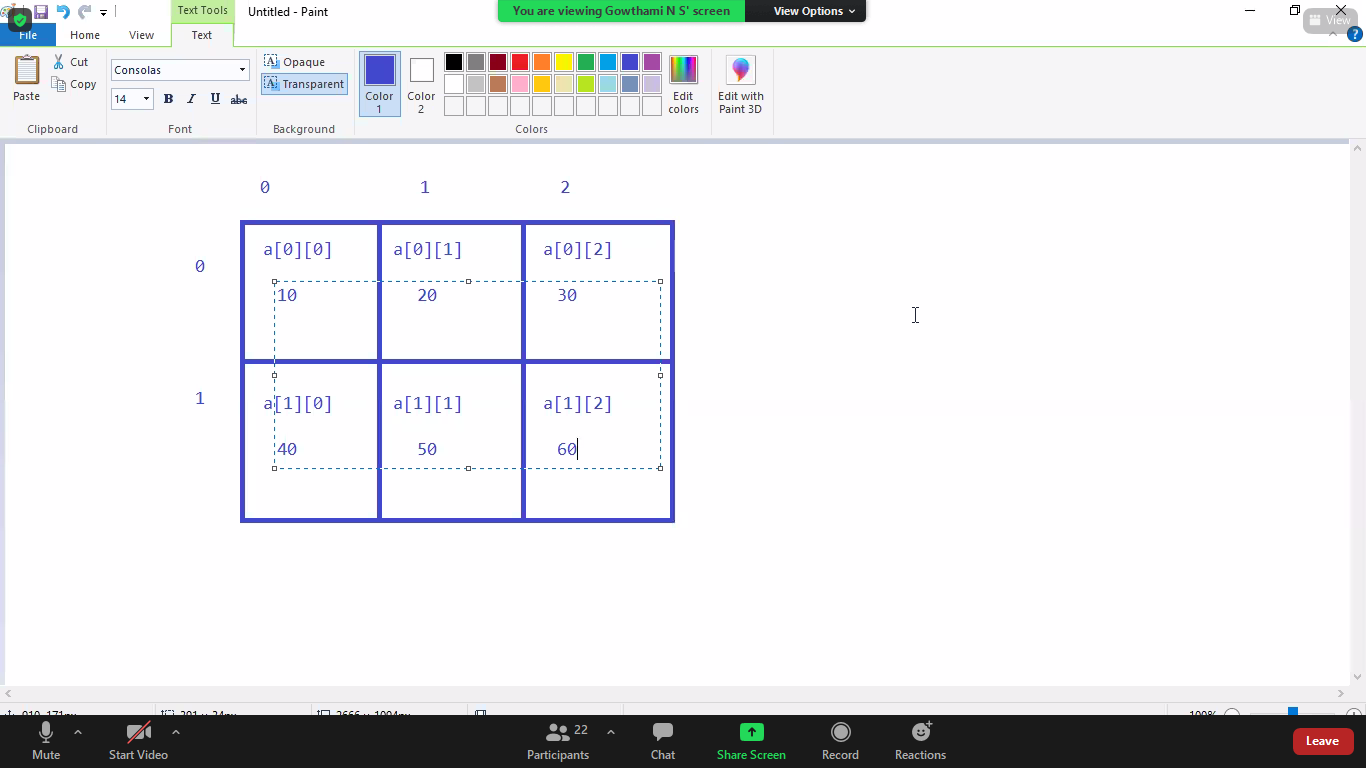 Text Tools
Untitled - Paint
You are viewing Gowthami N S' screen
View Options
View
File
Home
View
Text
Paste
Cut
Copy
Clipboard
Consolas
14
B I U abc
Font
Opaque
Transparent
Background
Color 1
Color 2
Edit colors
Colors
Edit with Paint 3D
0 1 2
0
a[0][0] a[0][1] a[0][2]
10 20 30
1
a[1][0] a[1][1] a[1][2]
40 50 60
100%
Mute
Start Video
Participants
22
Chat
Share Screen
Record
Reactions
Leave